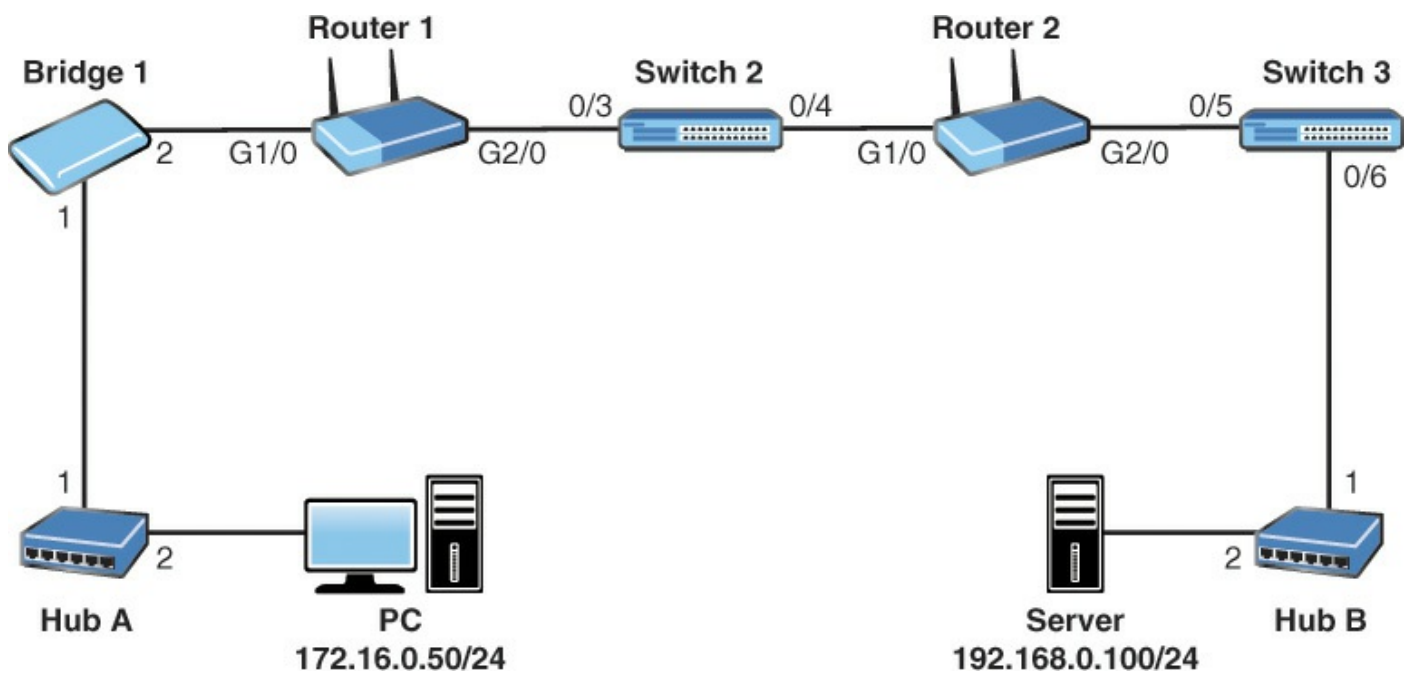 Router 1
Router 2
Bridge 1
Switch 2
Switch 3
0/3
0/4
0/5
2
G1/0
G2/0
G1/0
G2/0
0/6
1
1
1
2
2
Hub A
PC
Server
Hub B
172.16.0.50/24
192.168.0.100/24